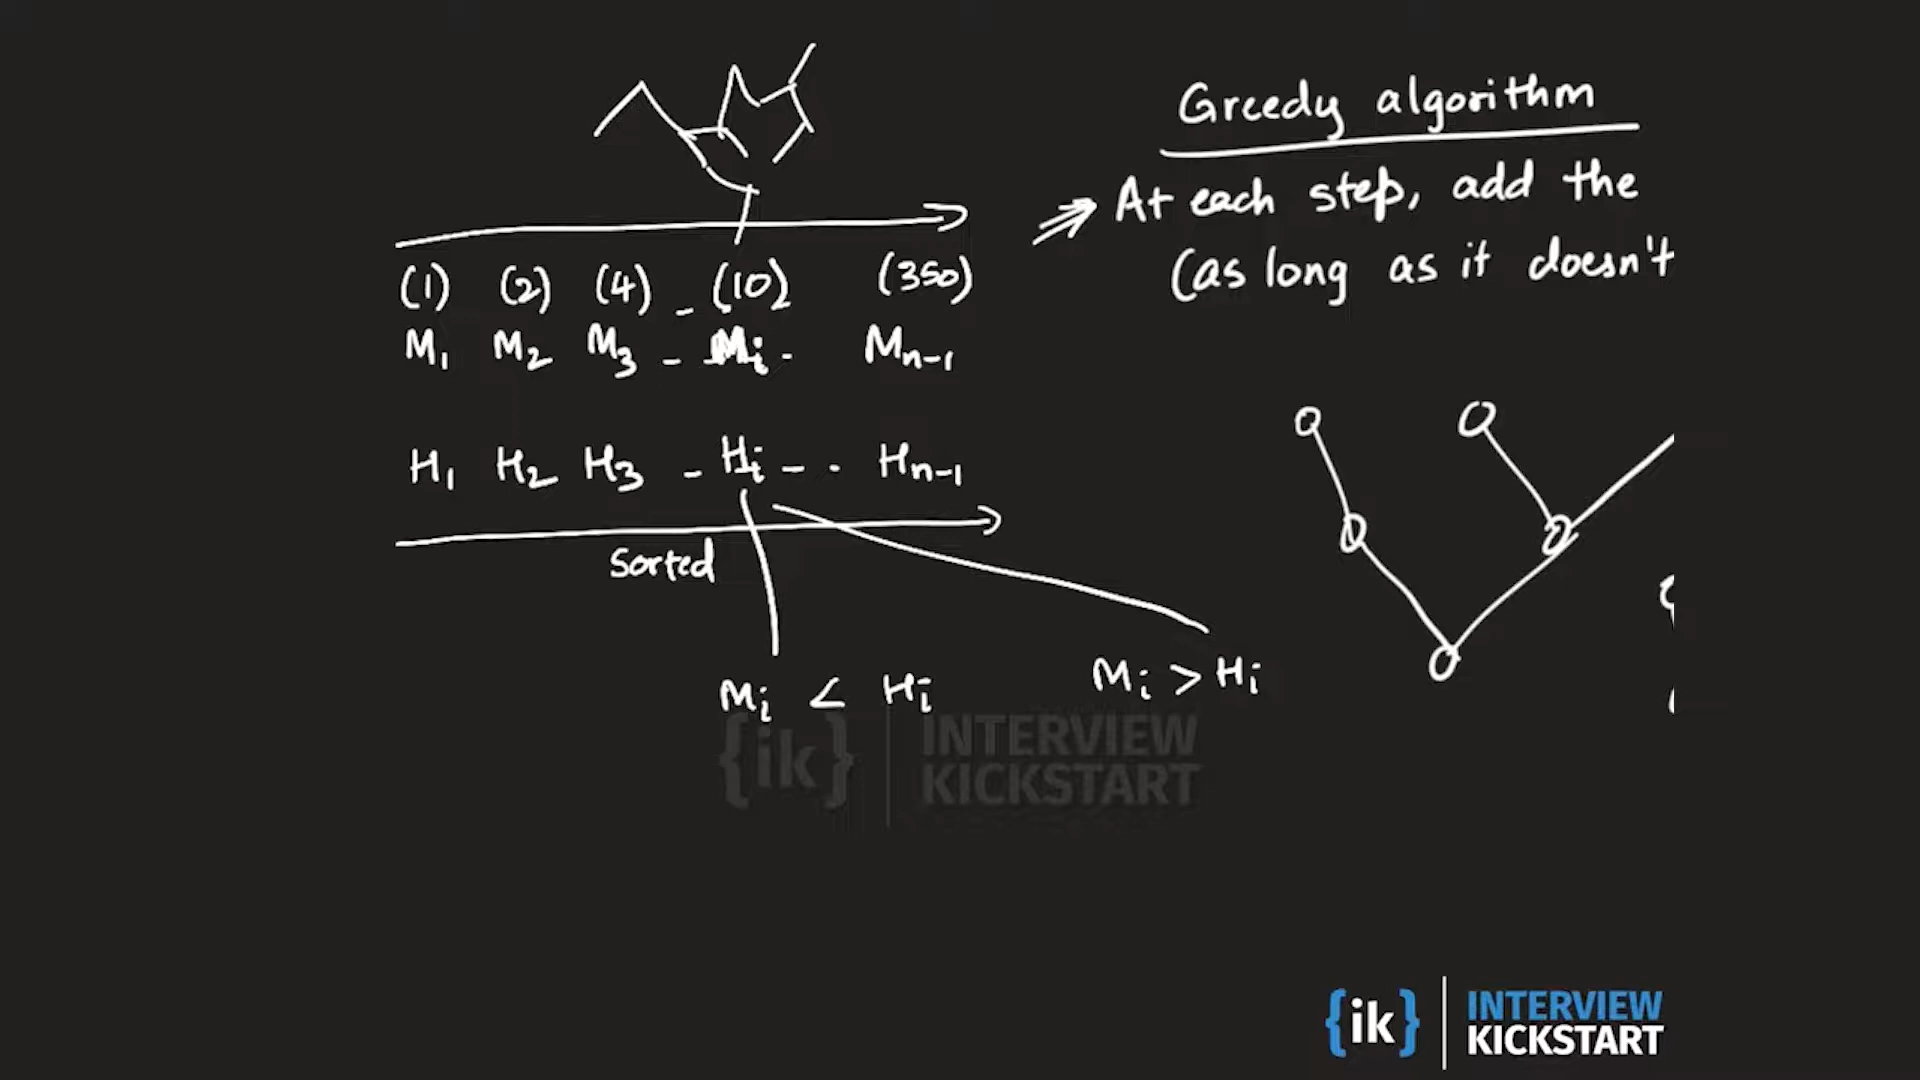 Greedy algorithm
At each step, add the
(as long as it doesn't
(1) (2) (4) - (10) (350)
M1 M2 M3 - - Mi - Mn-1
H1 H2 H3 - Hi - - Hn-1
Sorted
Mi < Hi
Mi > Hi
{ik} INTERVIEW
KICKSTART
{ik} INTERVIEW
KICKSTART